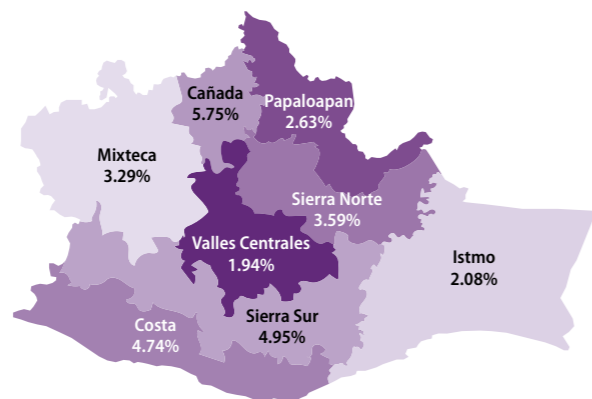 Cañada
5.75%
Papaloapan
2.63%
Mixteca
3.29%
Sierra Norte
3.59%
Valles Centrales
1.94%
Istmo
2.08%
Sierra Sur
4.95%
Costa
4.74%